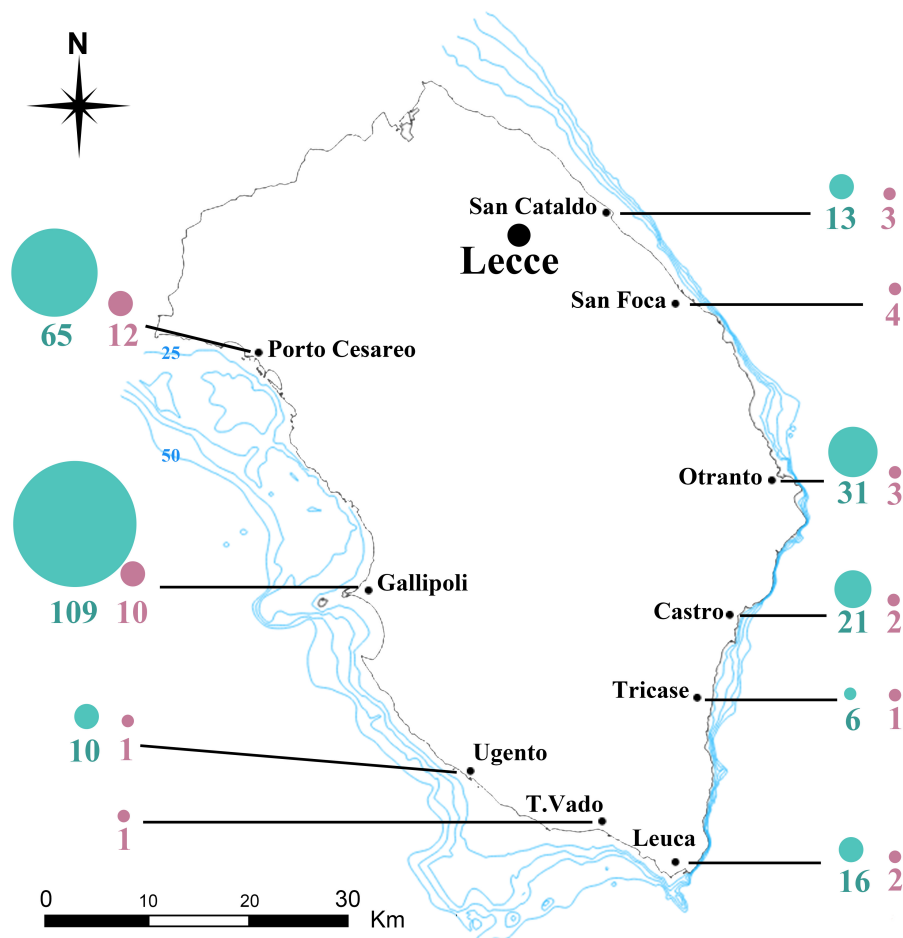 N
San Cataldo
13 3
Lecce
San Foca
4
65 12
Porto Cesareo
25
50
Otranto
31 3
109 10
Gallipoli
Castro
21 2
Tricase
6 1
10 1
Ugento
T.Vado
1
Leuca
16 2
0 10 20 30
Km